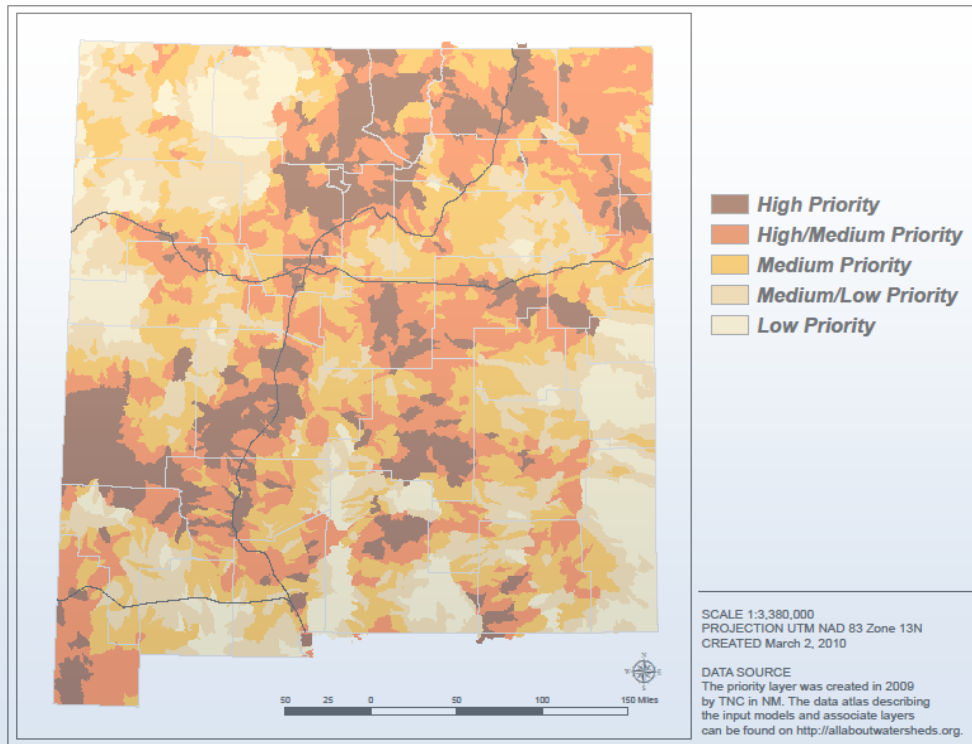 High Priority
High/Medium Priority
Medium Priority
Medium/Low Priority
Low Priority
SCALE 1:3,380,000
PROJECTION UTM NAD 83 Zone 13N
CREATED March 2, 2010
DATA SOURCE
The priority layer was created in 2009
by TNC in NM. The data atlas describing
the input models and associate layers
can be found on http://allaboutwatersheds.org.
N
W E
S
50 25 0 50 100 150 Miles